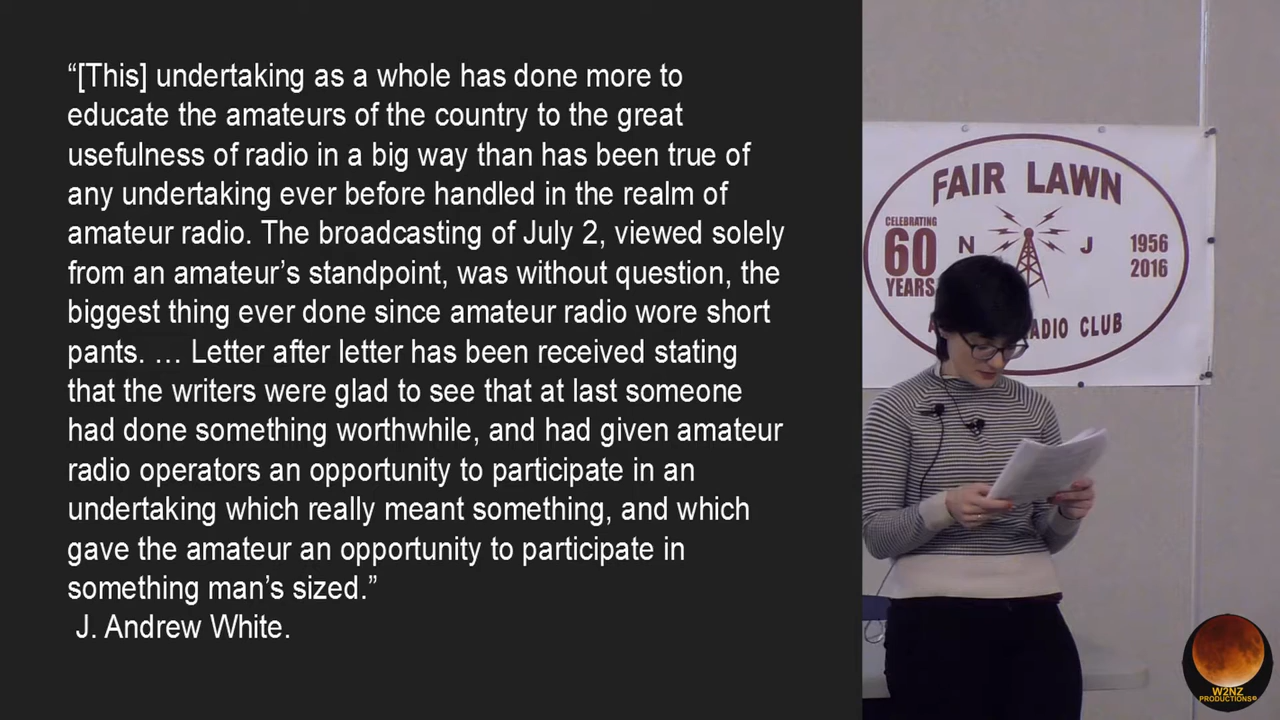 “[This] undertaking as a whole has done more to
educate the amateurs of the country to the great
usefulness of radio in a big way than has been true of
any undertaking ever before handled in the realm of
amateur radio. The broadcasting of July 2, viewed solely
from an amateur’s standpoint, was without question, the
biggest thing ever done since amateur radio wore short
pants. … Letter after letter has been received stating
that the writers were glad to see that at last someone
had done something worthwhile, and had given amateur
radio operators an opportunity to participate in an
undertaking which really meant something, and which
gave the amateur an opportunity to participate in
something man’s sized.”
J. Andrew White.
FAIR LAWN
CELEBRATING
60
YEARS
N J
1956
2016
RADIO CLUB
W2NZ
PRODUCTIONS©